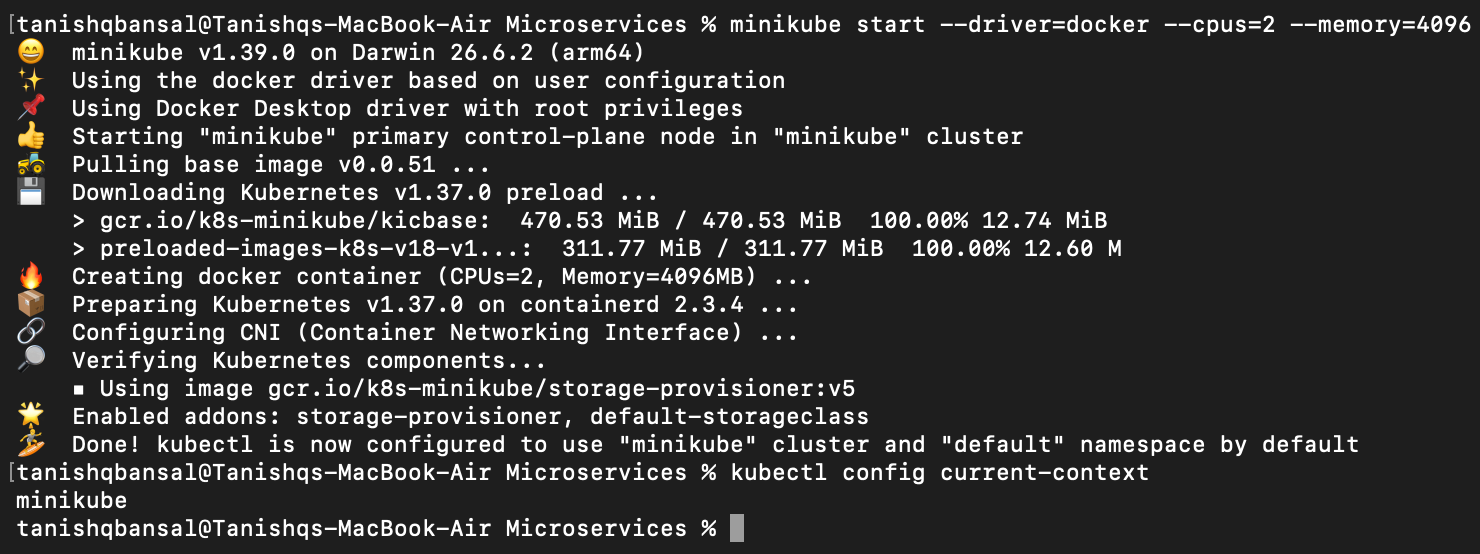 [tanishqbansal@Tanishqs-MacBook-Air Microservices % minikube start --driver=docker --cpus=2 --memory=4096
😄 minikube v1.39.0 on Darwin 26.6.2 (arm64)
✨ Using the docker driver based on user configuration
📌 Using Docker Desktop driver with root privileges
👍 Starting "minikube" primary control-plane node in "minikube" cluster
🚜 Pulling base image v0.0.51 ...
💾 Downloading Kubernetes v1.37.0 preload ...
> gcr.io/k8s-minikube/kicbase: 470.53 MiB / 470.53 MiB 100.00% 12.74 MiB
> preloaded-images-k8s-v18-v1...: 311.77 MiB / 311.77 MiB 100.00% 12.60 M
🔥 Creating docker container (CPUs=2, Memory=4096MB) ...
📦 Preparing Kubernetes v1.37.0 on containerd 2.3.4 ...
🔗 Configuring CNI (Container Networking Interface) ...
🔎 Verifying Kubernetes components...
▪ Using image gcr.io/k8s-minikube/storage-provisioner:v5
🌟 Enabled addons: storage-provisioner, default-storageclass
🏄 Done! kubectl is now configured to use "minikube" cluster and "default" namespace by default
[tanishqbansal@Tanishqs-MacBook-Air Microservices % kubectl config current-context
minikube
tanishqbansal@Tanishqs-MacBook-Air Microservices %